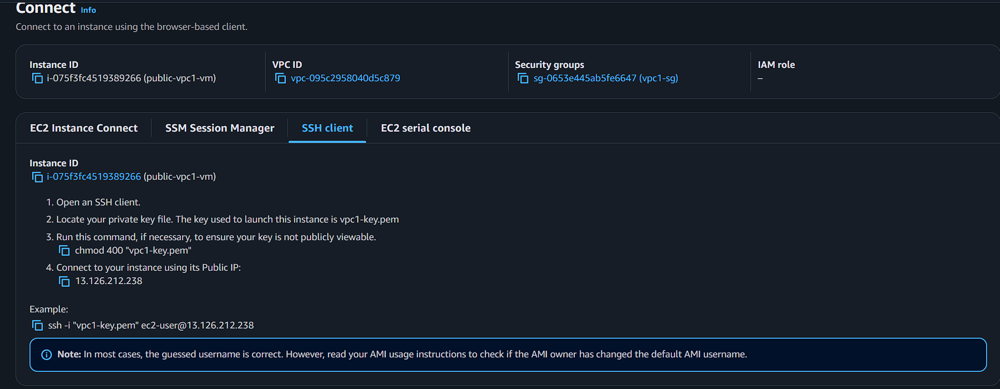 Connect Info
Connect to an instance using the browser-based client.
Instance ID
i-075f3fc4519389266 (public-vpc1-vm)
VPC ID
vpc-095c2958040d5c879
Security groups
sg-0653e445ab5fe6647 (vpc1-sg)
IAM role
–
EC2 Instance Connect
SSM Session Manager
SSH client
EC2 serial console
Instance ID
i-075f3fc4519389266 (public-vpc1-vm)
1. Open an SSH client.
2. Locate your private key file. The key used to launch this instance is vpc1-key.pem
3. Run this command, if necessary, to ensure your key is not publicly viewable.
chmod 400 "vpc1-key.pem"
4. Connect to your instance using its Public IP:
13.126.212.238
Example:
ssh -i "vpc1-key.pem" ec2-user@13.126.212.238
Note: In most cases, the guessed username is correct. However, read your AMI usage instructions to check if the AMI owner has changed the default AMI username.